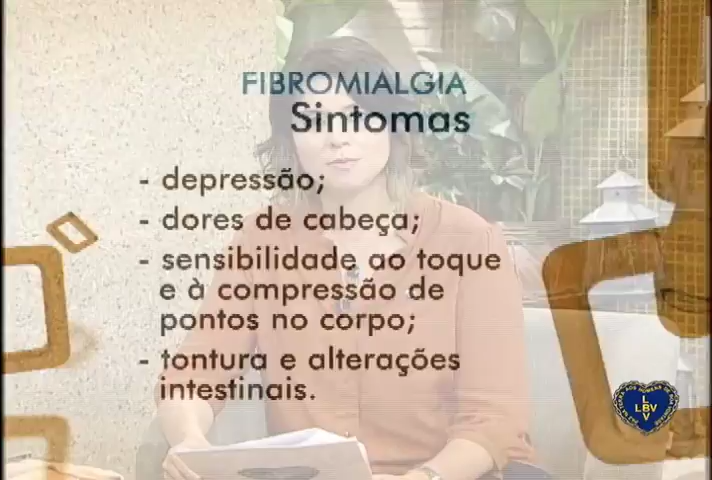 FIBROMIALGIA
Sintomas
- depressão;
- dores de cabeça;
- sensibilidade ao toque
e à compressão de
pontos no corpo;
- tontura e alterações
intestinais.
LBV